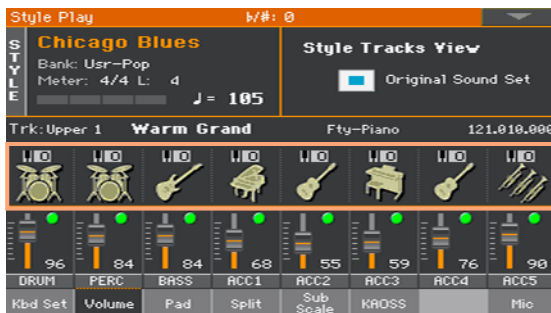 Style Play ♭/#: 0
STYLE
Chicago Blues
Bank: Usr-Pop
Meter: 4/4 L: 4
♩= 105
Style Tracks View
Original Sound Set
Trk: Upper 1 Warm Grand Fty-Piano 121.010.000
96 84 84 68 55 59 76 90
DRUM PERC BASS ACC1 ACC2 ACC3 ACC4 ACC5
Kbd Set Volume Pad Split Sub Scale KAOSS Mic